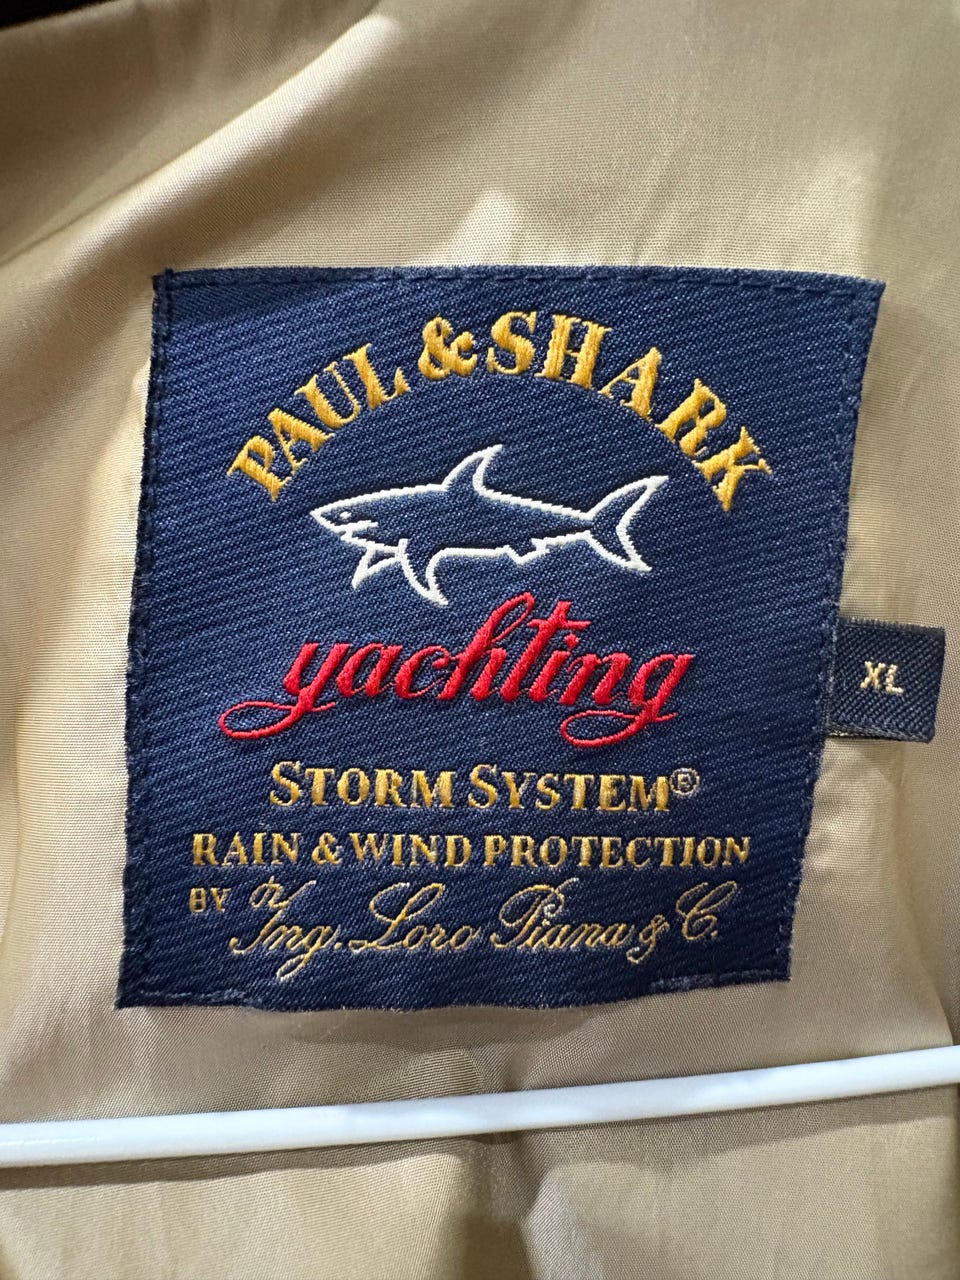 PAUL & SHARK
yachting
XL
STORM SYSTEM®
RAIN & WIND PROTECTION
BY Ing. Loro Piana & C.